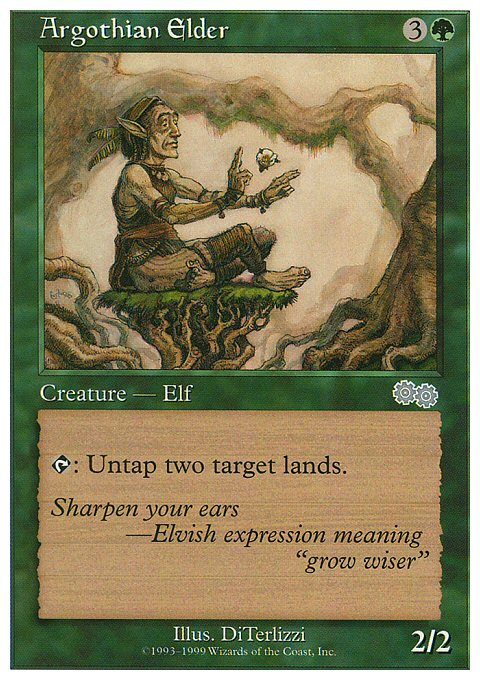 Argothian Elder 3
Creature — Elf
: Untap two target lands.
Sharpen your ears
—Elvish expression meaning
“grow wiser”
Illus. DiTerlizzi
©1993–1999 Wizards of the Coast, Inc.
2/2